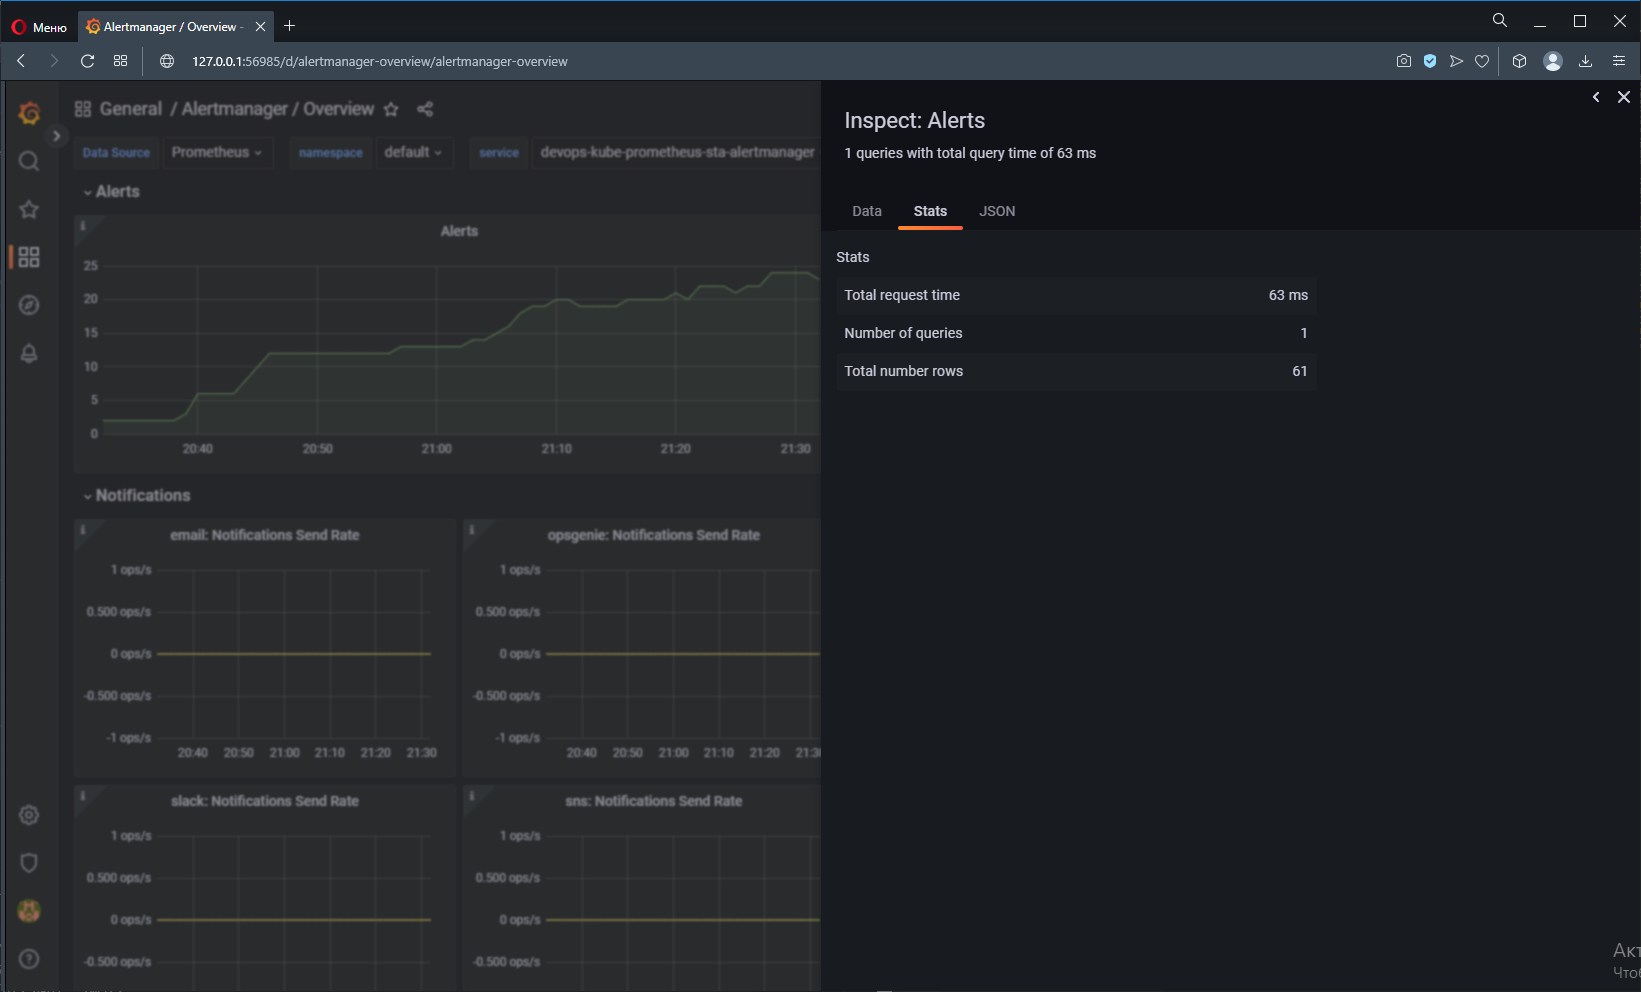 Меню
Alertmanager / Overview -
127.0.0.1:56985/d/alertmanager-overview/alertmanager-overview
General / Alertmanager / Overview
Data Source Prometheus namespace default service devops-kube-prometheus-sta-alertmanager
Alerts
Alerts
25
20
15
10
5
0
20:40 20:50 21:00 21:10 21:20 21:30
Notifications
email: Notifications Send Rate
1 ops/s
0.500 ops/s
0 ops/s
-0.500 ops/s
-1 ops/s
20:40 20:50 21:00 21:10 21:20 21:30
opsgenie: Notifications Send Rate
1 ops/s
0.500 ops/s
0 ops/s
-0.500 ops/s
-1 ops/s
20:40 20:50 21:00 21:10 21:20 21:3
slack: Notifications Send Rate
1 ops/s
0.500 ops/s
0 ops/s
-0.500 ops/s
sns: Notifications Send Rate
1 ops/s
0.500 ops/s
0 ops/s
-0.500 ops/s
Inspect: Alerts
1 queries with total query time of 63 ms
Data Stats JSON
Stats
Total request time 63 ms
Number of queries 1
Total number rows 61
Акт
Чтоб